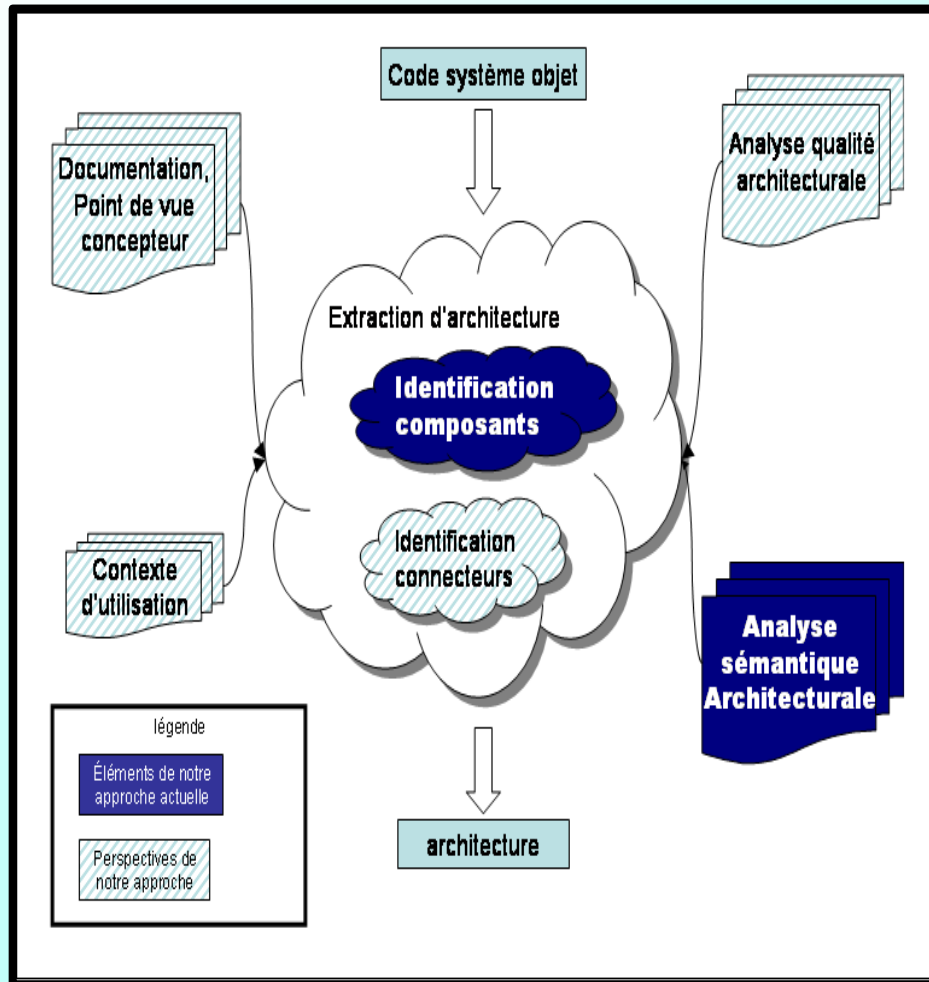 Code système objet
Documentation,
Point de vue
concepteur
Analyse qualité
architecturale
Extraction d'architecture
Identification
composants
Identification
connecteurs
Contexte
d'utilisation
Analyse
sémantique
Architecturale
légende
Éléments de notre
approche actuelle
Perspectives de
notre approche
architecture